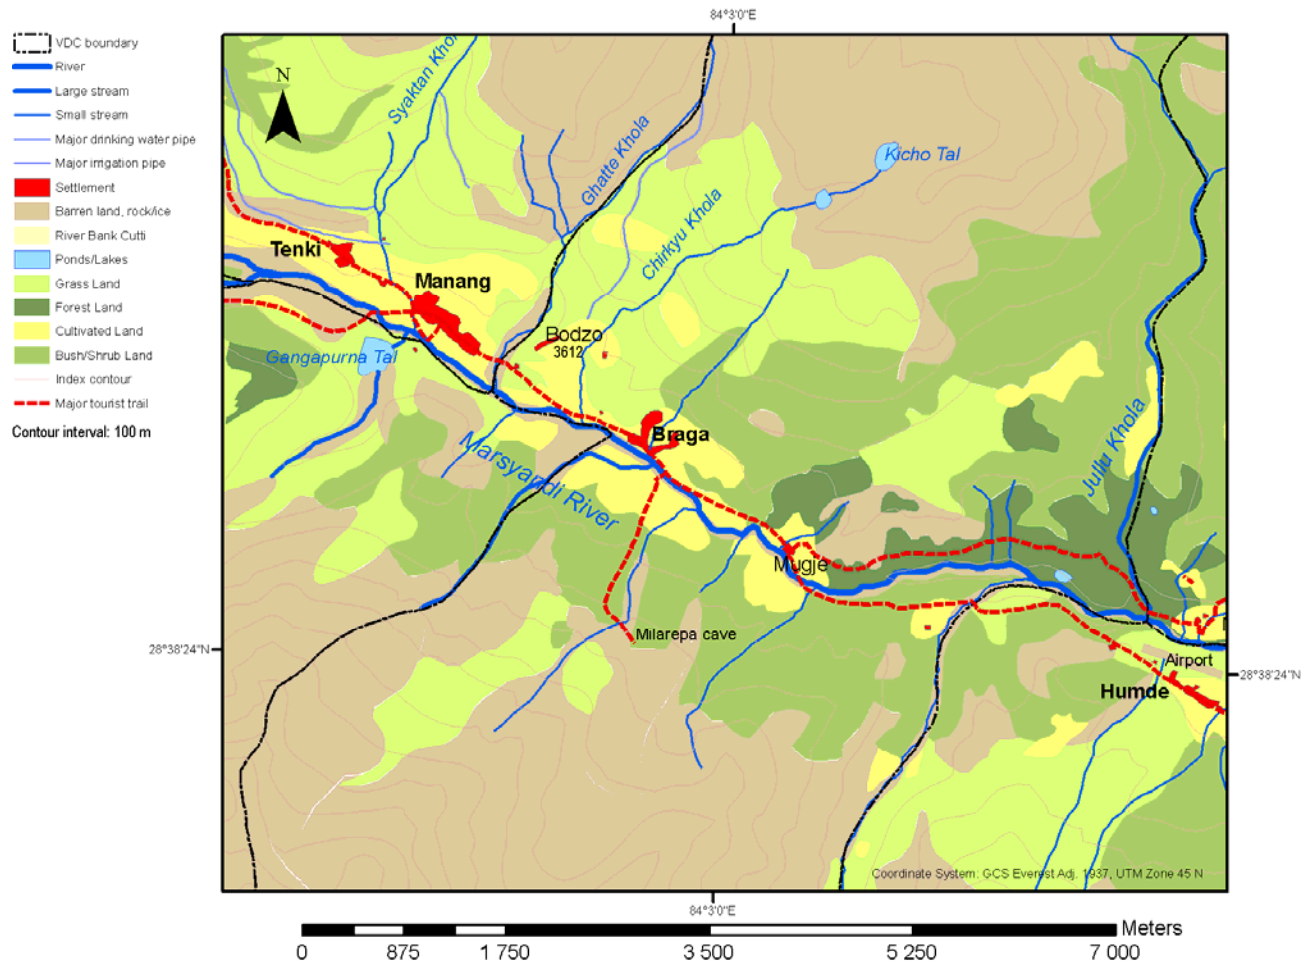 84°3'0"E
VDC boundary
River
Large stream
Small stream
Major drinking water pipe
Major irrigation pipe
Settlement
Barren land, rock/ice
River Bank Cutti
Ponds/Lakes
Grass Land
Forest Land
Cultivated Land
Bush/Shrub Land
Index contour
Major tourist trail
Contour interval: 100 m
N
Syaktan Khol
Ghatte Khola
Kicho Tal
Chirkyu Khola
Tenki
Manang
Bodzo
3612
Gangapurna Tal
Braga
Marsyandi River
Jullu Khola
Mugje
Milarepa cave
Airport
Humde
28°38'24"N
28°38'24"N
Coordinate System: GCS Everest Adj. 1937, UTM Zone 45 N
84°3'0"E
0 875 1 750 3 500 5 250 7 000 Meters